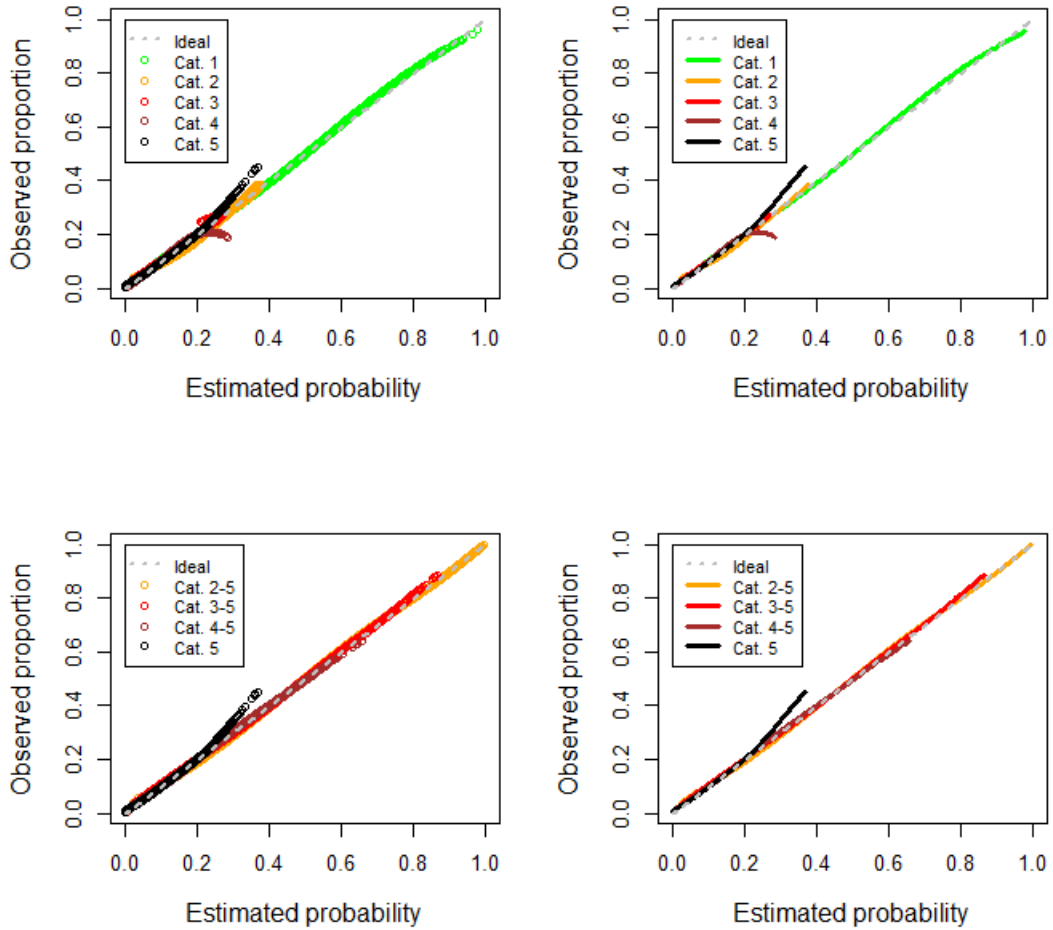 Observed proportion
0.0 0.2 0.4 0.6 0.8 1.0
Ideal
Cat. 1
Cat. 2
Cat. 3
Cat. 4
Cat. 5
0.0 0.2 0.4 0.6 0.8 1.0
Estimated probability
Observed proportion
0.0 0.2 0.4 0.6 0.8 1.0
Ideal
Cat. 1
Cat. 2
Cat. 3
Cat. 4
Cat. 5
0.0 0.2 0.4 0.6 0.8 1.0
Estimated probability
Observed proportion
0.0 0.2 0.4 0.6 0.8 1.0
Ideal
Cat. 2-5
Cat. 3-5
Cat. 4-5
Cat. 5
0.0 0.2 0.4 0.6 0.8 1.0
Estimated probability
Observed proportion
0.0 0.2 0.4 0.6 0.8 1.0
Ideal
Cat. 2-5
Cat. 3-5
Cat. 4-5
Cat. 5
0.0 0.2 0.4 0.6 0.8 1.0
Estimated probability